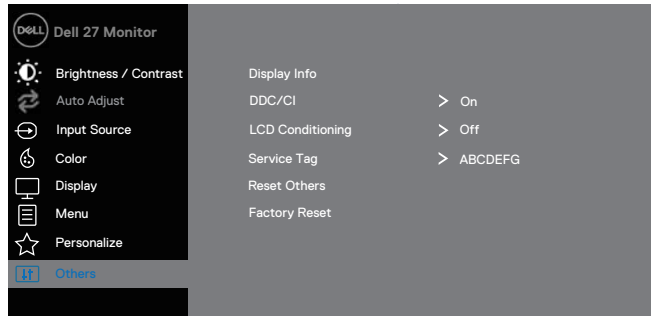 DELL Dell 27 Monitor
Brightness / Contrast
Auto Adjust
Input Source
Color
Display
Menu
Personalize
Others
Display Info
DDC/CI > On
LCD Conditioning > Off
Service Tag > ABCDEFG
Reset Others
Factory Reset